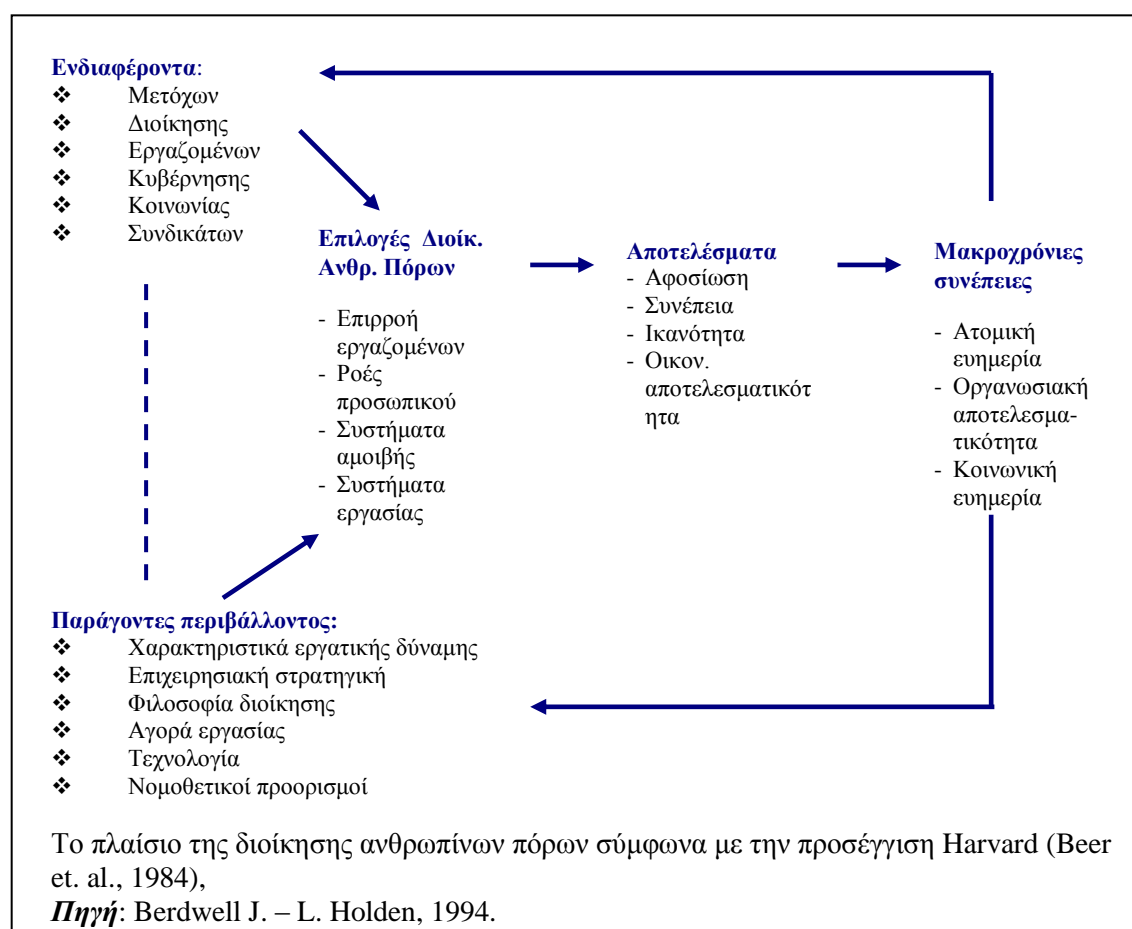 Ενδιαφέροντα:
❖ Μετόχων
❖ Διοίκησης
❖ Εργαζομένων
❖ Κυβέρνησης
❖ Κοινωνίας
❖ Συνδικάτων
Επιλογές Διοίκ.
Ανθρ. Πόρων
- Επιρροή
εργαζομένων
- Ροές
προσωπικού
- Συστήματα
αμοιβής
- Συστήματα
εργασίας
Αποτελέσματα
- Αφοσίωση
- Συνέπεια
- Ικανότητα
- Οικον.
αποτελεσματικότ
ητα
Μακροχρόνιες
συνέπειες
- Ατομική
ευημερία
- Οργανωσιακή
αποτελεσμα-
τικότητα
- Κοινωνική
ευημερία
Παράγοντες περιβάλλοντος:
❖ Χαρακτηριστικά εργατικής δύναμης
❖ Επιχειρησιακή στρατηγική
❖ Φιλοσοφία διοίκησης
❖ Αγορά εργασίας
❖ Τεχνολογία
❖ Νομοθετικοί προορισμοί
Το πλαίσιο της διοίκησης ανθρωπίνων πόρων σύμφωνα με την προσέγγιση Harvard (Beer
et. al., 1984),
Πηγή: Berdwell J. – L. Holden, 1994.